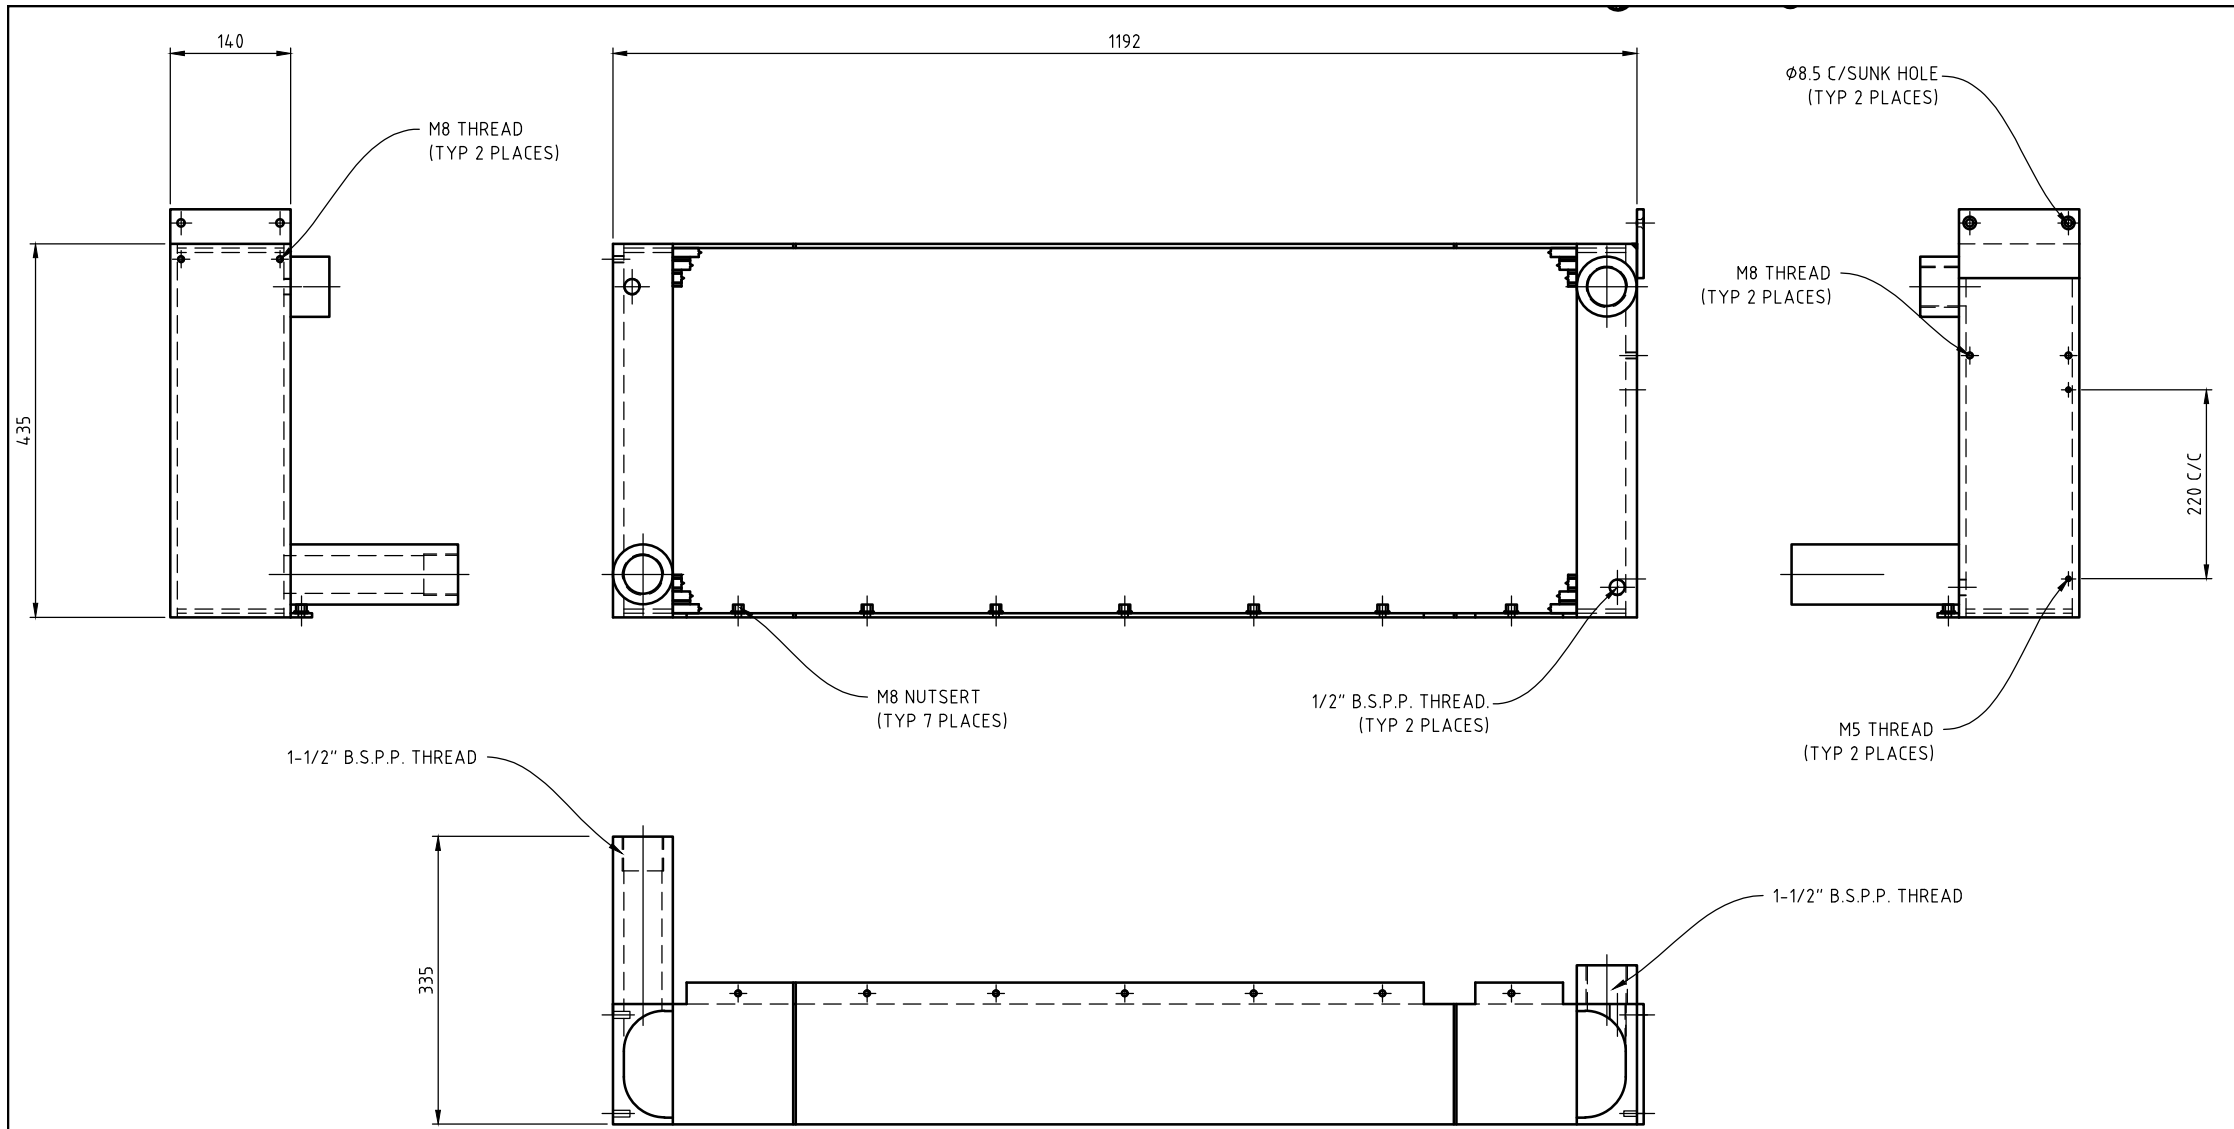 140
1192
Ø8.5 C/SUNK HOLE
(TYP 2 PLACES)
M8 THREAD
(TYP 2 PLACES)
M8 THREAD
(TYP 2 PLACES)
435
220 C/C
M8 NUTSERT
(TYP 7 PLACES)
1/2" B.S.P.P. THREAD.
(TYP 2 PLACES)
M5 THREAD
(TYP 2 PLACES)
1-1/2" B.S.P.P. THREAD
1-1/2" B.S.P.P. THREAD
335